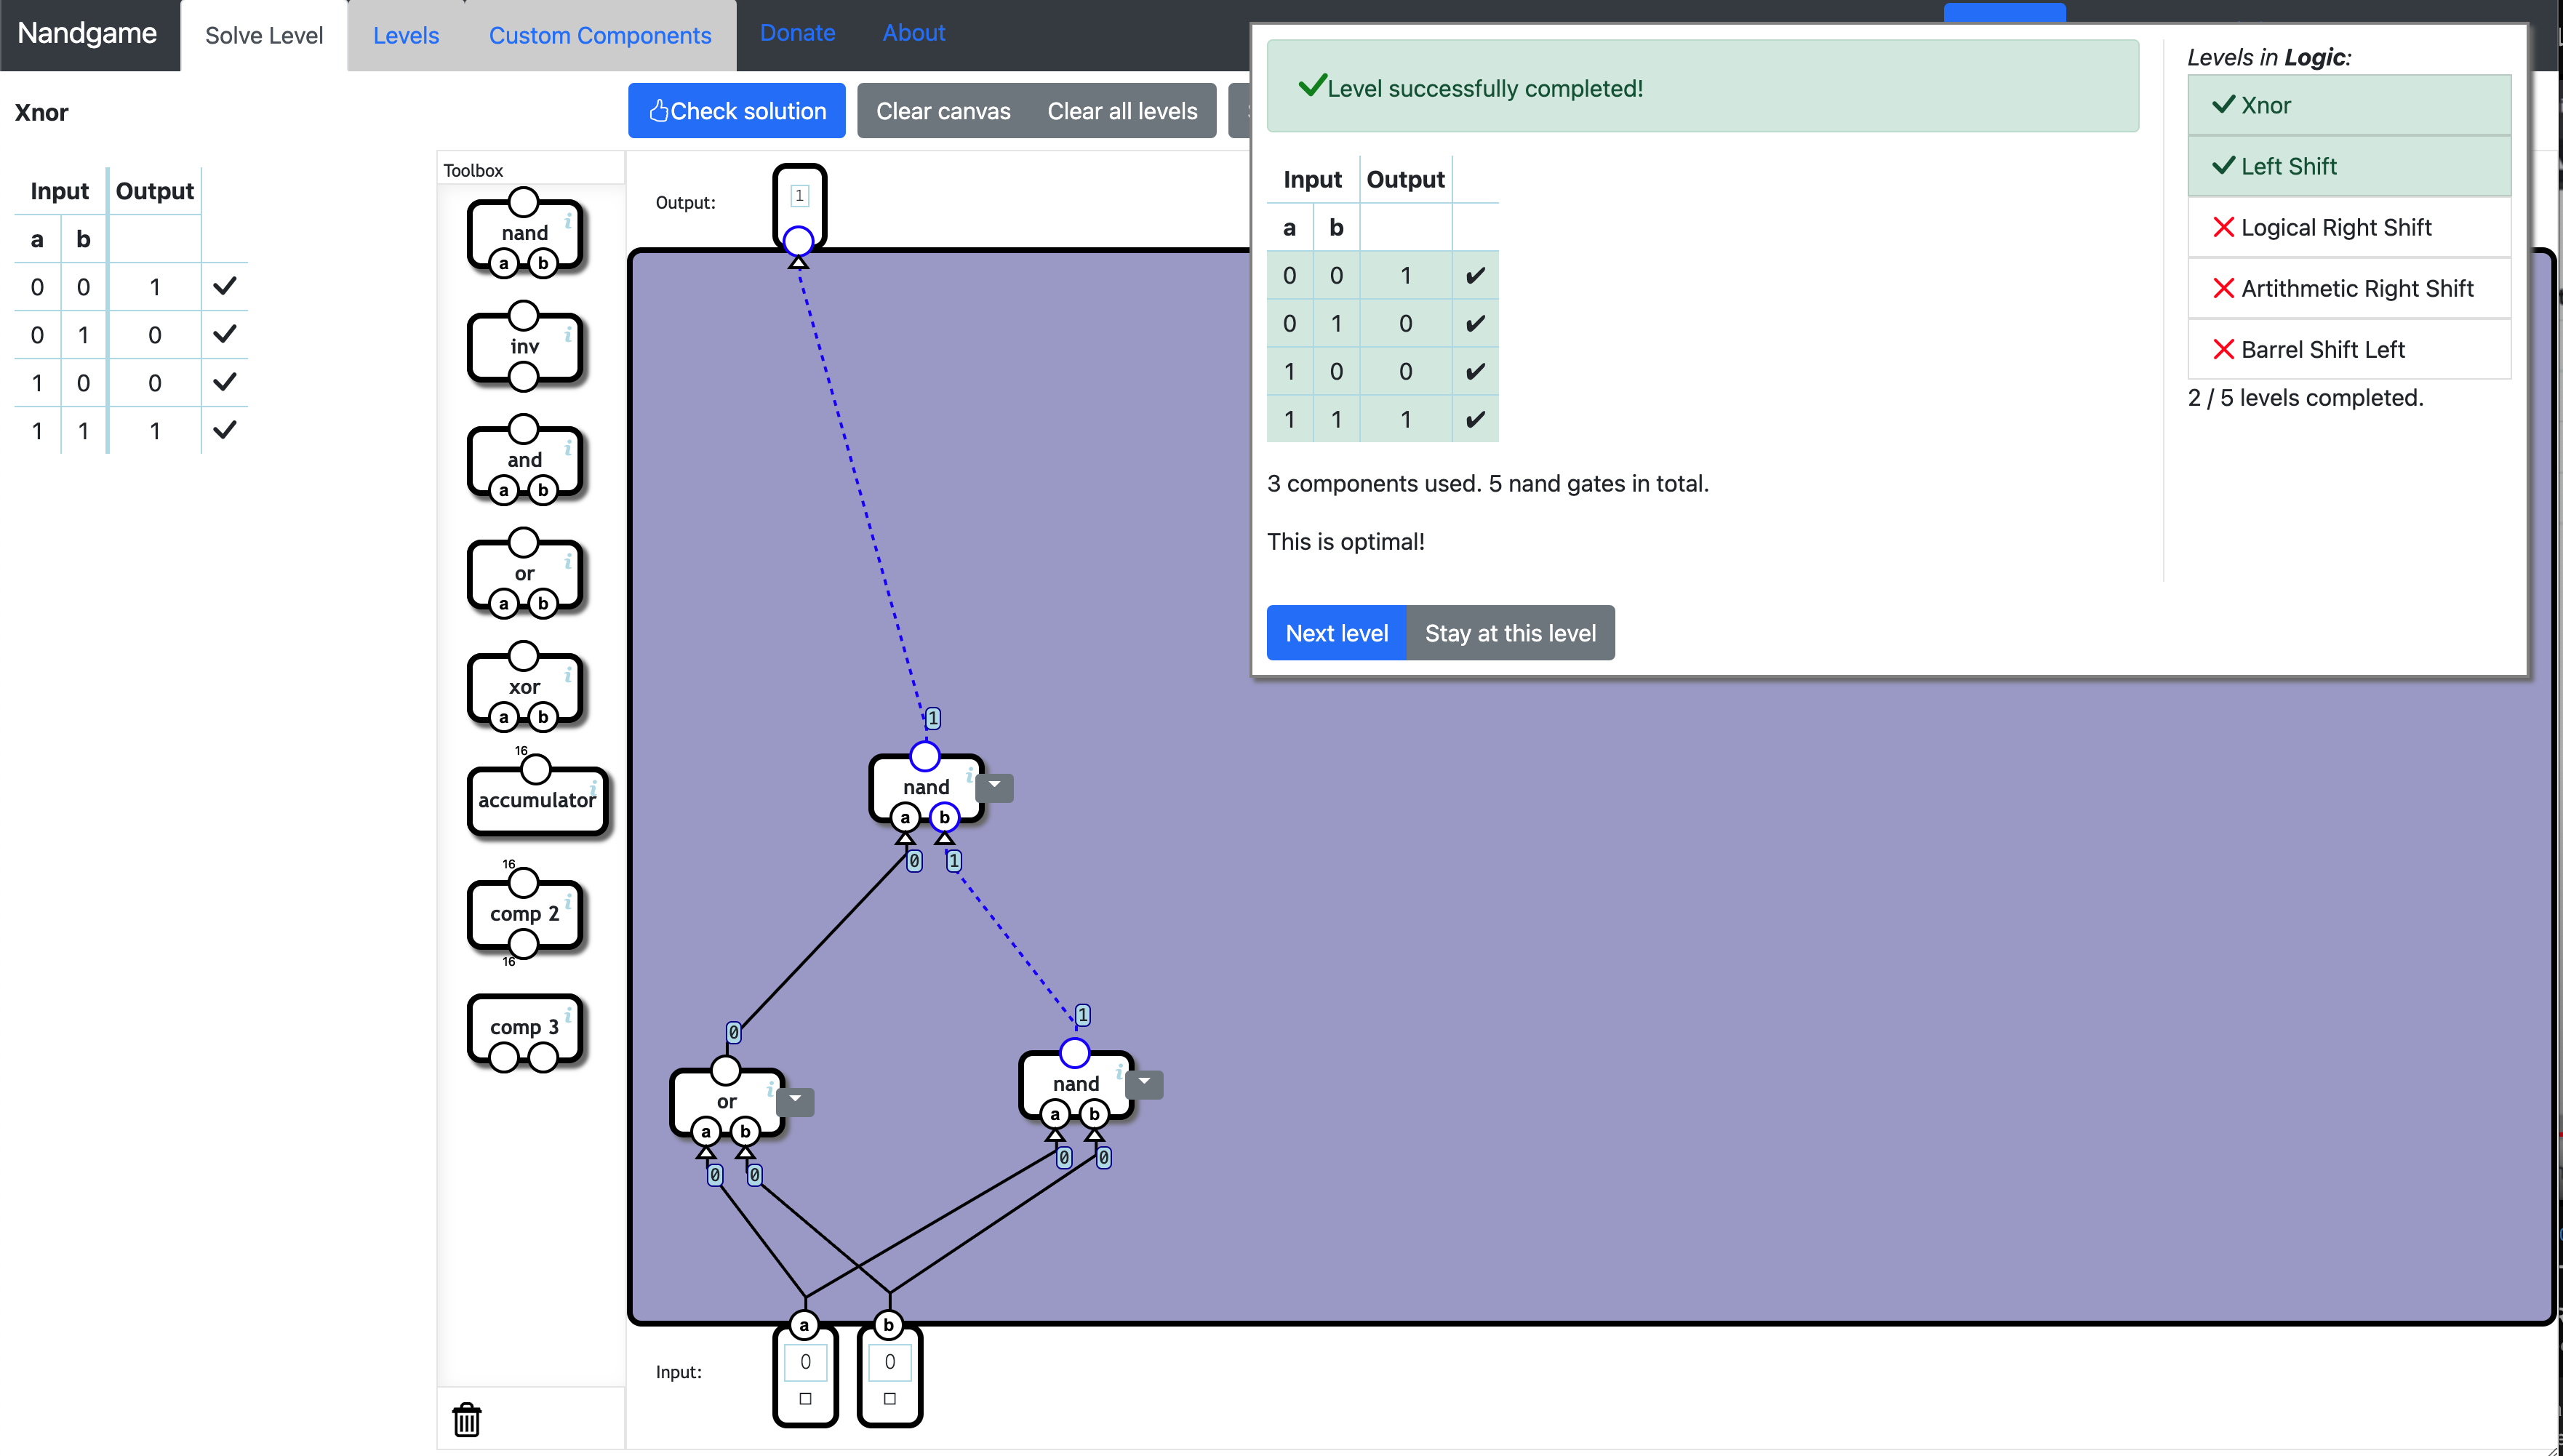 Nandgame
Solve Level
Levels
Custom Components
Donate
About
Xnor
Check solution
Clear canvas
Clear all levels
Input Output
a b
0 0 1
0 1 0
1 0 0
1 1 1
Toolbox
nand
a b
inv
and
a b
or
a b
xor
a b
16
accumulator
16
comp 2
16
comp 3
Output:
1
1
nand
a b
0 1
0
or
a b
0 0
1
nand
a b
0 0
a b
Input:
0 0
Level successfully completed!
Input Output
a b
0 0 1
0 1 0
1 0 0
1 1 1
3 components used. 5 nand gates in total.
This is optimal!
Next level
Stay at this level
Levels in Logic:
Xnor
Left Shift
Logical Right Shift
Artithmetic Right Shift
Barrel Shift Left
2 / 5 levels completed.